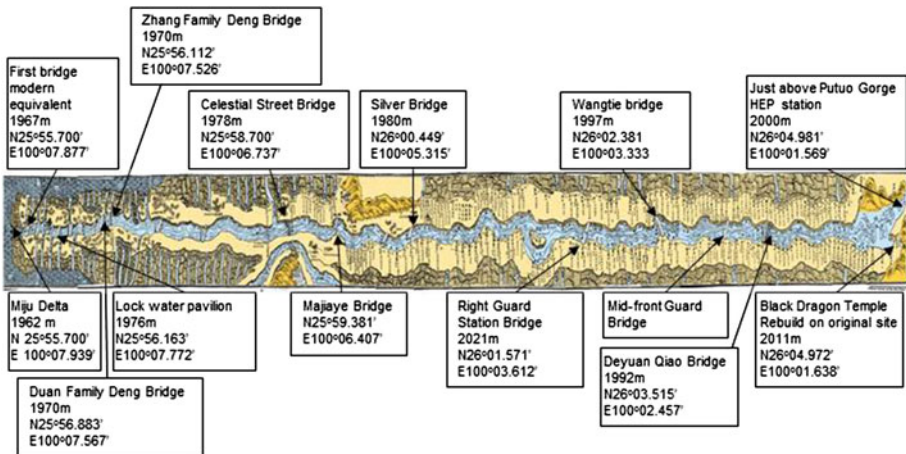 Zhang Family Deng Bridge
1970m
N25º56.112’
E100º07.526’
First bridge
modern
equivalent
1967m
N25º55.700’
E100º07.877’
Celestial Street Bridge
1978m
N25º58.700’
E100º06.737’
Silver Bridge
1980m
N26º00.449’
E100º05.315’
Wangtie bridge
1997m
N26º02.381
E100º03.333
Just above Putuo Gorge
HEP station
2000m
N26º04.981’
E100º01.569’
Miju Delta
1962 m
N 25º55.700’
E 100º07.939’
Lock water pavilion
1976m
N25º56.163’
E100º07.772’
Duan Family Deng Bridge
1970m
N25º56.883’
E100º07.567’
Majiaye Bridge
N25º59.381’
E100º06.407’
Right Guard
Station Bridge
2021m
N26º01.571’
E100º03.612’
Mid-front Guard
Bridge
Deyuan Qiao Bridge
1992m
N26º03.515’
E100º02.457’
Black Dragon Temple
Rebuild on original site
2011m
N26º04.972’
E100º01.638’